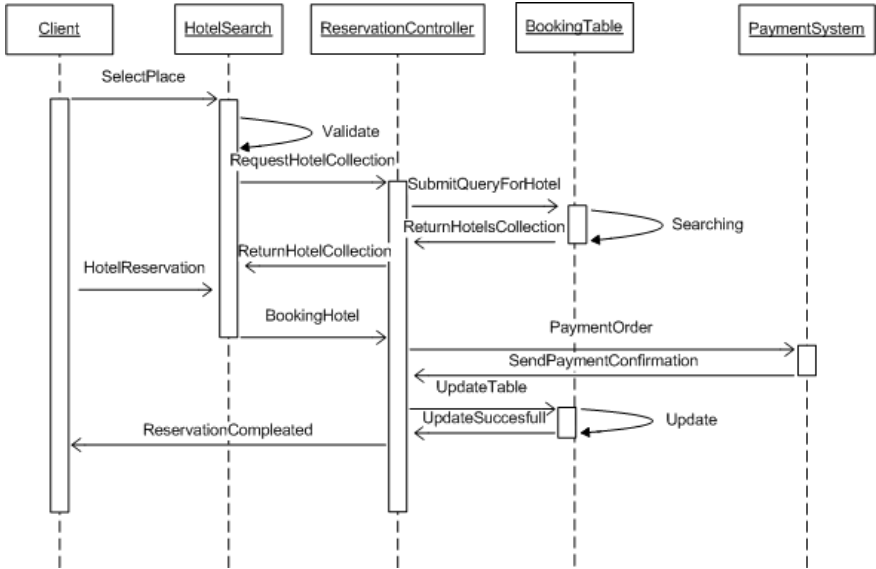 Client
HotelSearch
ReservationController
BookingTable
PaymentSystem
SelectPlace
Validate
RequestHotelCollection
SubmitQueryForHotel
Searching
ReturnHotelsCollection
ReturnHotelCollection
HotelReservation
BookingHotel
PaymentOrder
SendPaymentConfirmation
UpdateTable
UpdateSuccesfull
Update
ReservationCompleated